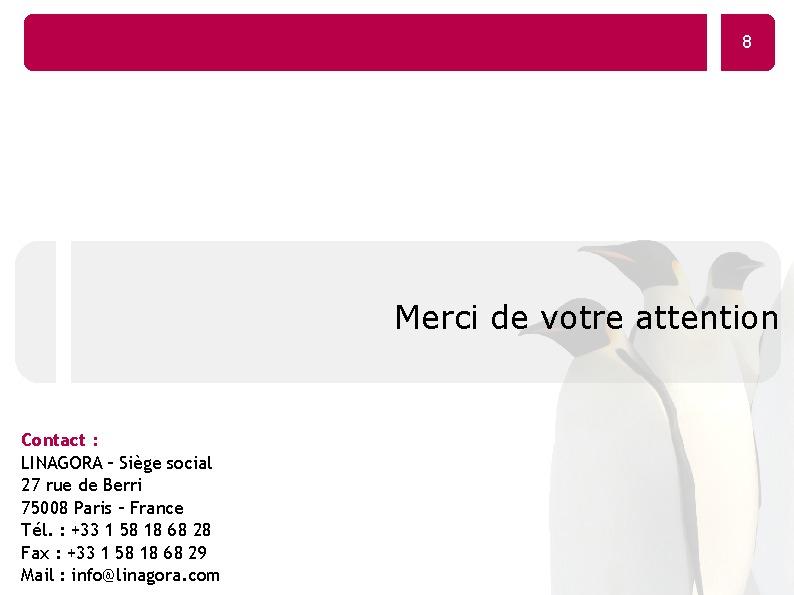 8
Merci de votre attention
Contact :
LINAGORA – Siège social
27 rue de Berri
75008 Paris – France
Tél. : +33 1 58 18 68 28
Fax : +33 1 58 18 68 29
Mail : info@linagora.com